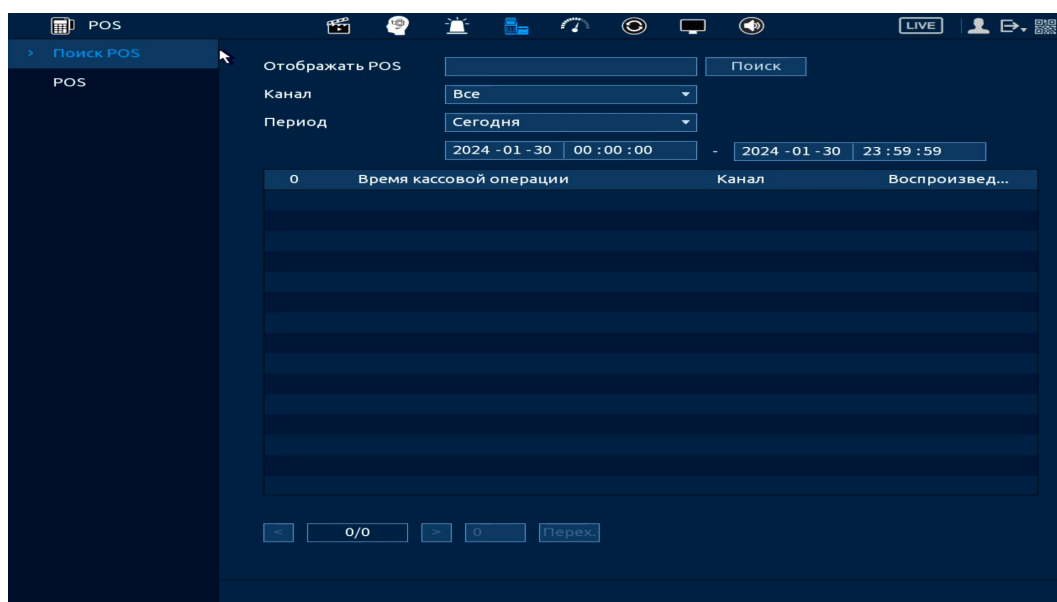 POS
LIVE
> Поиск POS
POS
Отображать POS
Поиск
Канал
Все
Период
Сегодня
2024 -01 -30 00 : 00 : 00 - 2024 -01 -30 23 : 59 : 59
0 Время кассовой операции Канал Воспроизвед...
< 0/0 > 0 Перех.